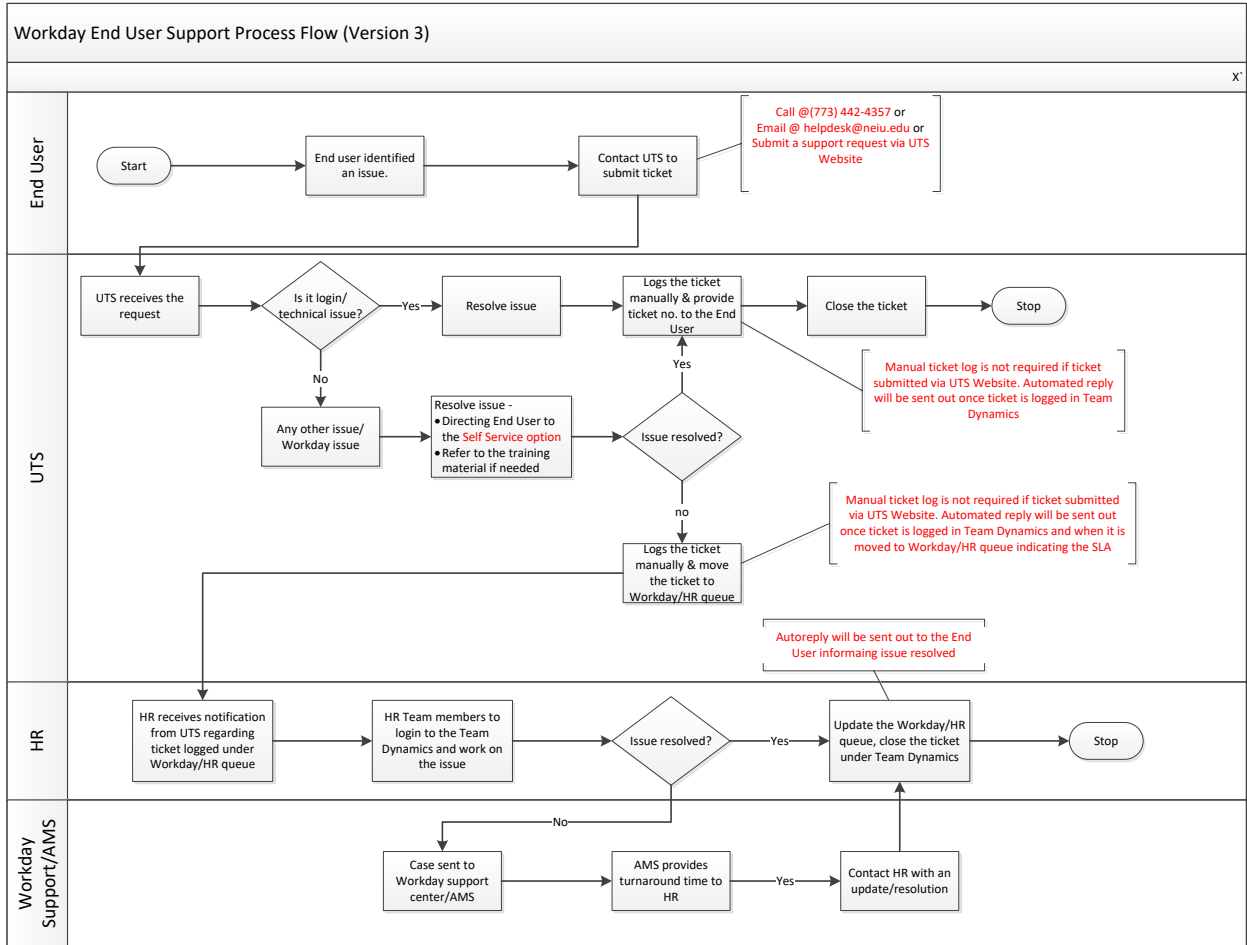 Workday End User Support Process Flow (Version 3)
X`
End User
Start
End user identified
an issue.
Contact UTS to
submit ticket
Call @(773) 442-4357 or
Email @ helpdesk@neiu.edu or
Submit a support request via UTS
Website
UTS
UTS receives the
request
Is it login/
technical issue?
Yes
Resolve issue
Logs the ticket
manually & provide
ticket no. to the End
User
Close the ticket
Stop
Manual ticket log is not required if ticket
submitted via UTS Website. Automated reply
will be sent out once ticket is logged in Team
Dynamics
No
Yes
Any other issue/
Workday issue
Resolve issue -
• Directing End User to
the Self Service option
• Refer to the training
material if needed
Issue resolved?
no
Manual ticket log is not required if ticket submitted
via UTS Website. Automated reply will be sent out
once ticket is logged in Team Dynamics and when it is
moved to Workday/HR queue indicating the SLA
Logs the ticket
manually & move
the ticket to
Workday/HR queue
Autoreply will be sent out to the End
User informaing issue resolved
HR
HR receives notification
from UTS regarding
ticket logged under
Workday/HR queue
HR Team members to
login to the Team
Dynamics and work on
the issue
Issue resolved?
Yes
Update the Workday/HR
queue, close the ticket
under Team Dynamics
Stop
Workday
Support/AMS
No
Case sent to
Workday support
center/AMS
AMS provides
turnaround time to
HR
Yes
Contact HR with an
update/resolution